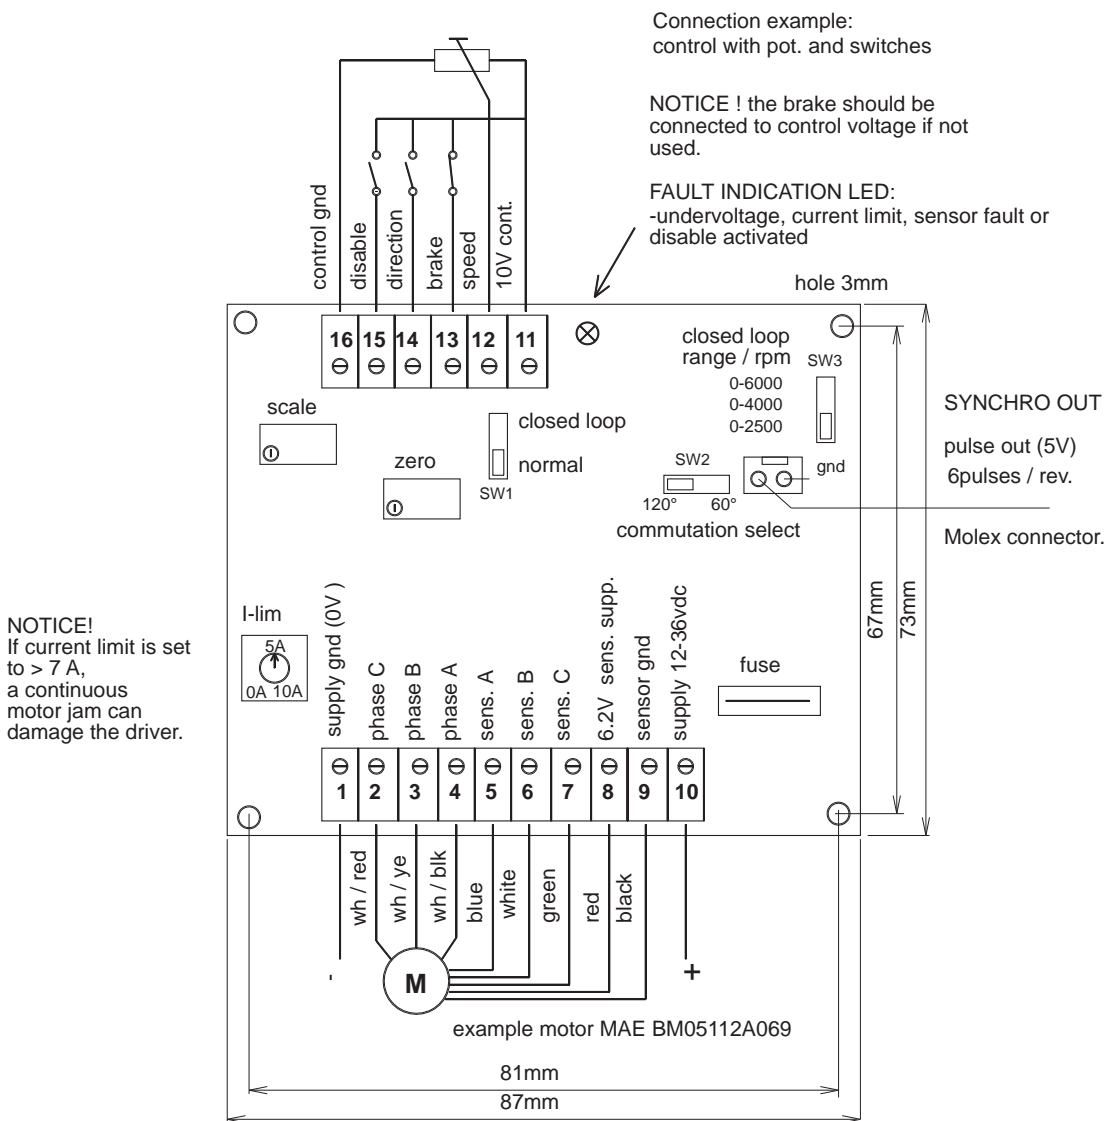 Connection example:
control with pot. and switches
NOTICE ! the brake should be
connected to control voltage if not
used.
FAULT INDICATION LED:
-undervoltage, current limit, sensor fault or
disable activated
control gnd
disable
direction
brake
speed
10V cont.
hole 3mm
16 15 14 13 12 11
closed loop
range / rpm
SW3
0-6000
0-4000
0-2500
scale
closed loop
normal
SW1
zero
SW2
120° 60°
commutation select
gnd
SYNCHRO OUT
pulse out (5V)
6pulses / rev.
Molex connector.
67mm
73mm
NOTICE!
If current limit is set
to > 7 A,
a continuous
motor jam can
damage the driver.
I-lim
5A
0A 10A
supply gnd (0V )
phase C
phase B
phase A
sens. A
sens. B
sens. C
6.2V sens. supp.
sensor gnd
supply 12-36vdc
fuse
1 2 3 4 5 6 7 8 9 10
wh / red
wh / ye
wh / blk
blue
white
green
red
black
-
M
+
example motor MAE BM05112A069
81mm
87mm